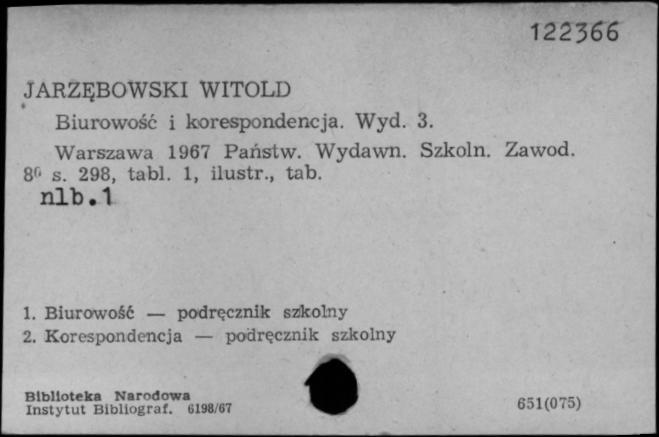 122366
JARZĘBOWSKI WITOLD
Biurowość i korespondencja. Wyd. 3.
Warszawa 1967 Państw. Wydawn. Szkoln. Zawod.
8⁰ s. 298, tabl. 1, ilustr., tab.
nlb.1
1. Biurowość — podręcznik szkolny
2. Korespondencja — podręcznik szkolny
Biblioteka Narodowa
Instytut Bibliograf. 6198/67
651(075)